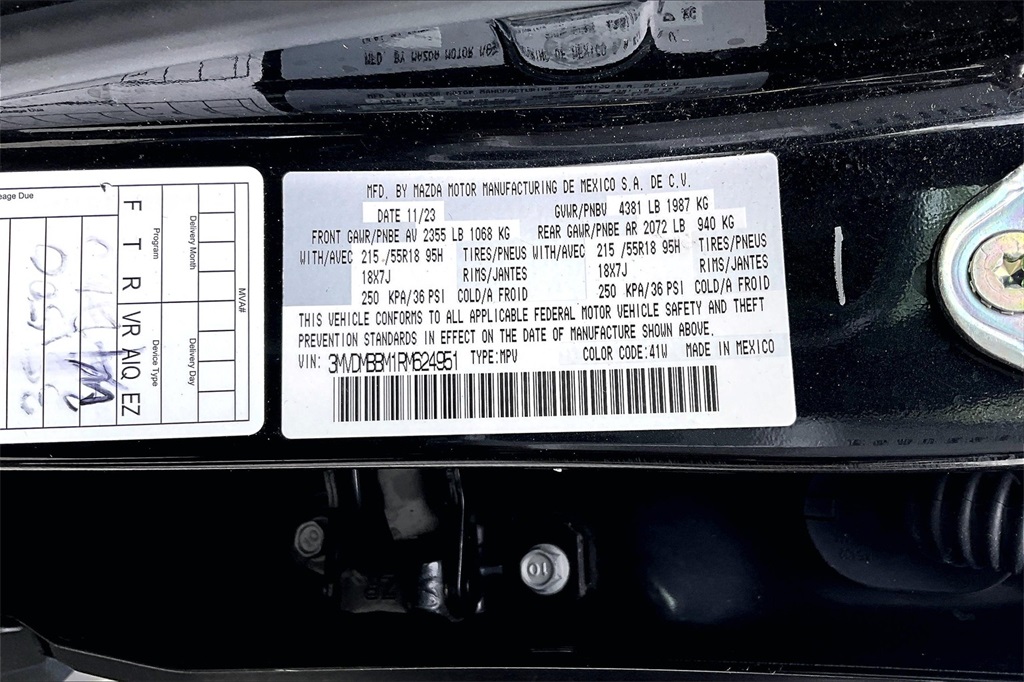 MFD. BY MAZDA MOTOR MANUFACTURING DE MEXICO S.A. DE C.V.
DATE 11/23 GVWR/PNBV 4381 LB 1987 KG
FRONT GAWR/PNBE AV 2355 LB 1068 KG REAR GAWR/PNBE AR 2072 LB 940 KG
WITH/AVEC 215 /55R18 95H TIRES/PNEUS WITH/AVEC 215 /55R18 95H TIRES/PNEUS
18X7J RIMS/JANTES 18X7J RIMS/JANTES
250 KPA/36 PSI COLD/A FROID 250 KPA/36 PSI COLD/A FROID
THIS VEHICLE CONFORMS TO ALL APPLICABLE FEDERAL MOTOR VEHICLE SAFETY AND THEFT
PREVENTION STANDARDS IN EFFECT ON THE DATE OF MANUFACTURE SHOWN ABOVE.
VIN: 3MVDMBBM1RM624951 TYPE:MPV COLOR CODE:41W MADE IN MEXICO
MVA#
Delivery Month
Delivery Day
Program
Device Type
F T R VR AIQ EZ
eage Due
10